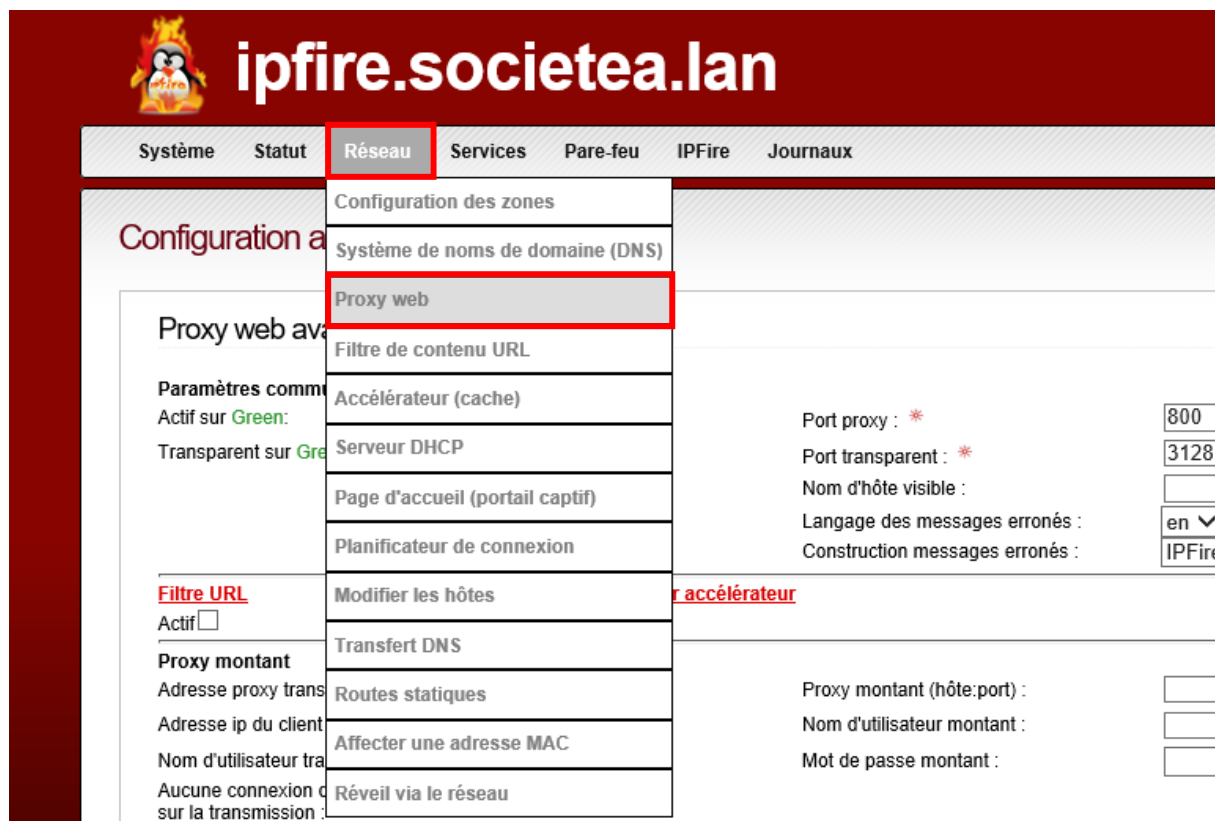 ipfire.societea.lan
Système Statut Réseau Services Pare-feu IPFire Journaux
Configuration des zones
Configuration a
Système de noms de domaine (DNS)
Proxy web
Proxy web ava
Filtre de contenu URL
Paramètres commu
Accélérateur (cache)
Actif sur Green:
Port proxy : * 800
Serveur DHCP
Transparent sur Gre
Port transparent : * 3128
Page d'accueil (portail captif)
Nom d'hôte visible :
Langage des messages erronés : en
Planificateur de connexion
Construction messages erronés : IPFire
Filtre URL
Modifier les hôtes
r accélérateur
Actif
Transfert DNS
Proxy montant
Adresse proxy trans
Routes statiques
Proxy montant (hôte:port) :
Adresse ip du client
Nom d'utilisateur montant :
Affecter une adresse MAC
Nom d'utilisateur tra
Mot de passe montant :
Aucune connexion d
Réveil via le réseau
sur la transmission :